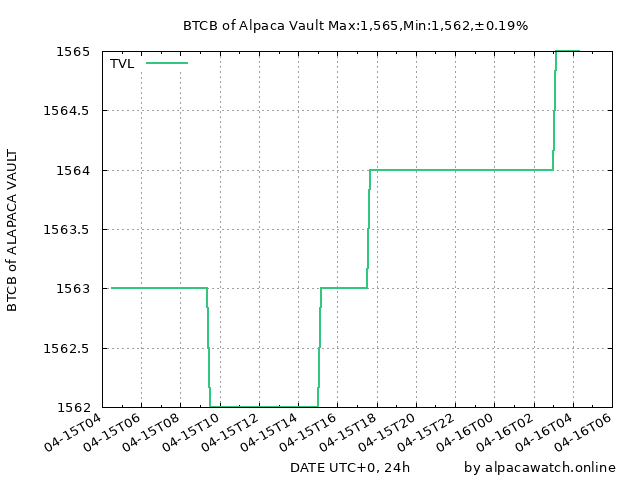 BTCB of Alpaca Vault Max:1,565,Min:1,562,±0.19%
TVL
BTCB of ALAPACA VAULT
1565
1564.5
1564
1563.5
1563
1562.5
1562
04-15T04
04-15T06
04-15T08
04-15T10
04-15T12
04-15T14
04-15T16
04-15T18
04-15T20
04-15T22
04-16T00
04-16T02
04-16T04
04-16T06
DATE UTC+0, 24h
by alpacawatch.online